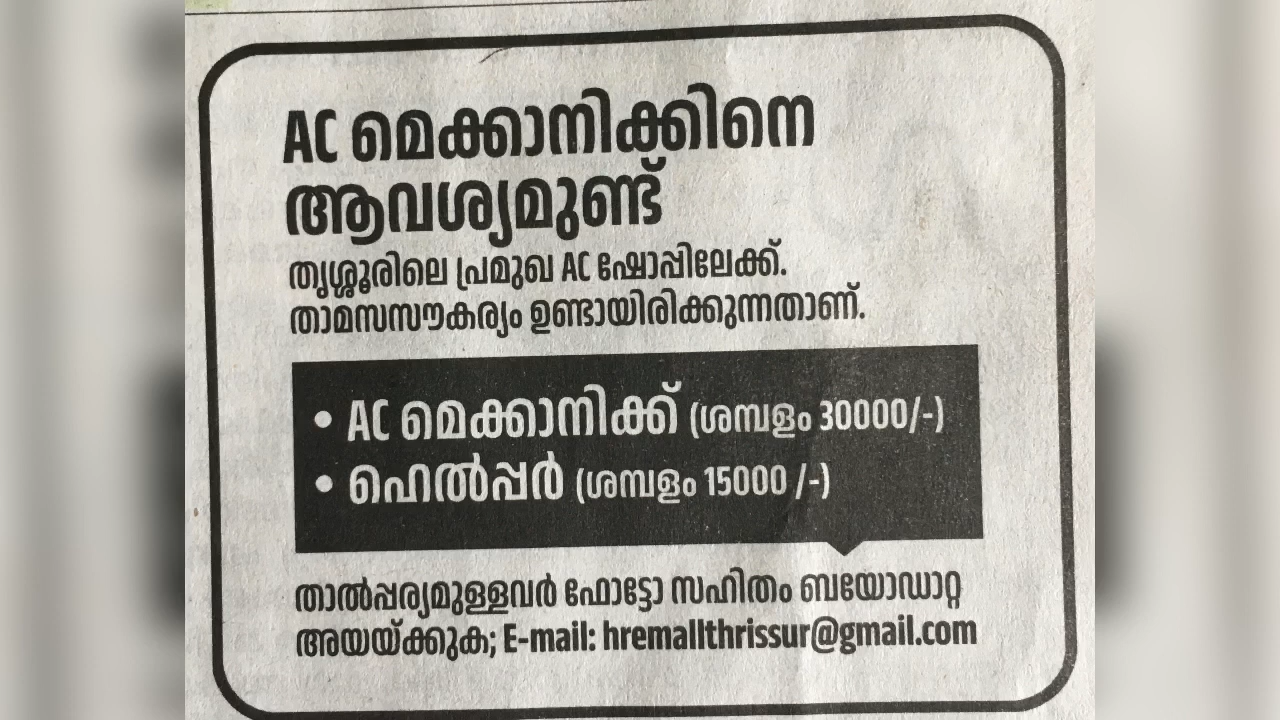 AC മെക്കാനിക്കിനെ
ആവശ്യമുണ്ട്
തൃശ്ശൂരിലെ പ്രമുഖ AC ഷോപ്പിലേക്ക്.
താമസസൗകര്യം ഉണ്ടായിരിക്കുന്നതാണ്.
• AC മെക്കാനിക്ക് (ശമ്പളം 30000/-)
• ഹെൽപ്പർ (ശമ്പളം 15000 /-)
താൽപ്പര്യമുള്ളവർ ഫോട്ടോ സഹിതം ബയോഡാറ്റ
അയയ്ക്കുക; E-mail: hremallthrissur@gmail.com